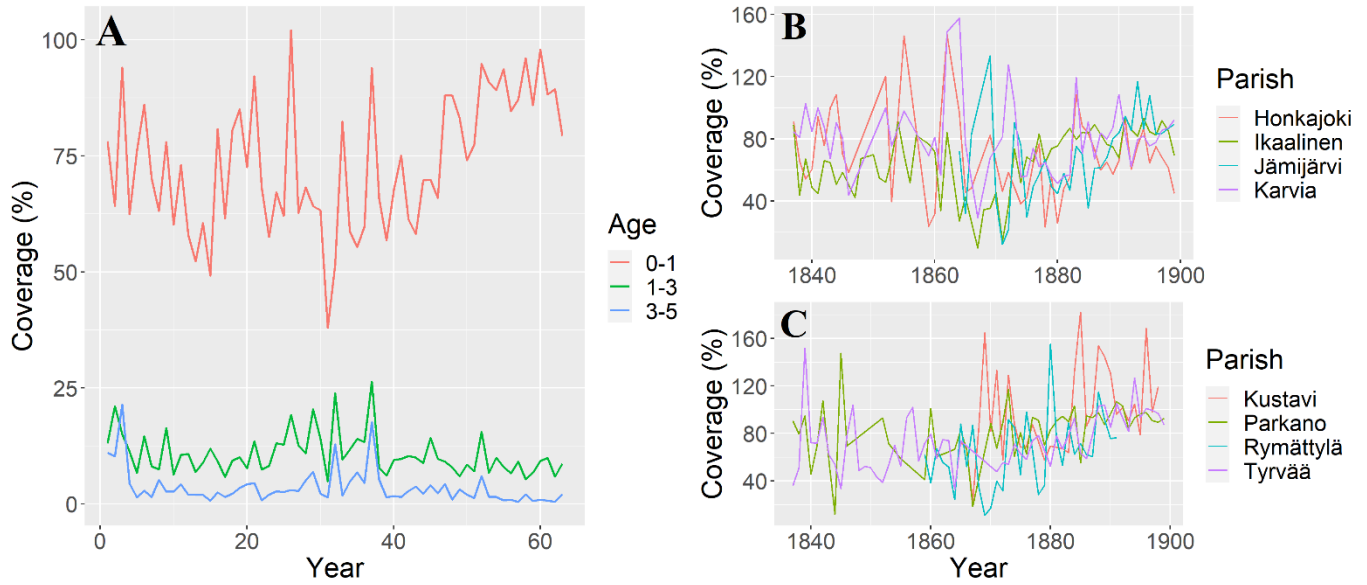 A
100
75
50
25
0
Coverage (%)
0
20
40
60
Year
Age
0-1
1-3
3-5
B
160
120
80
40
Coverage (%)
1840
1860
1880
1900
Parish
Honkajoki
Ikaalinen
Jämijärvi
Karvia
C
160
120
80
40
Coverage (%)
1840
1860
1880
1900
Year
Parish
Kustavi
Parkano
Rymättylä
Tyrvää